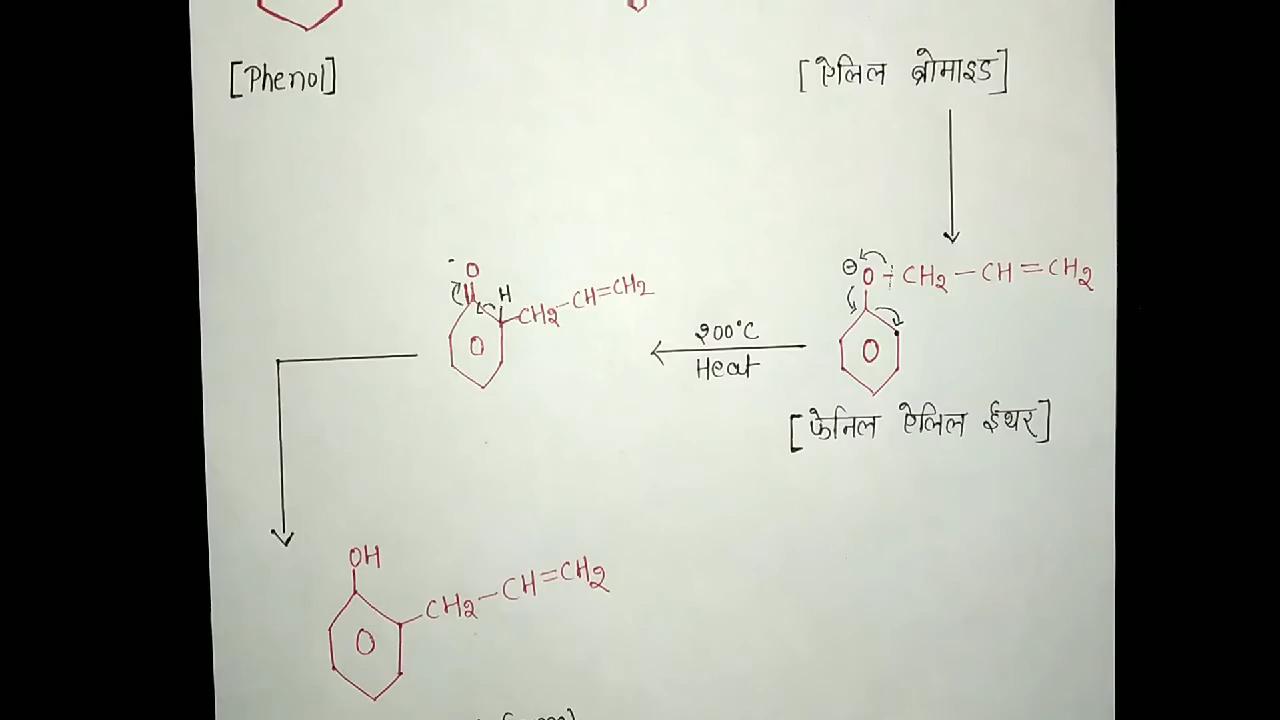 [Phenol]
[ऐलिल ब्रोमाइड]
⊖ O CH2 – CH = CH2
O
H
CH2 – CH = CH2
O
200°C
Heat
O
[फेनिल ऐलिल ईथर]
OH
CH2 – CH = CH2
O